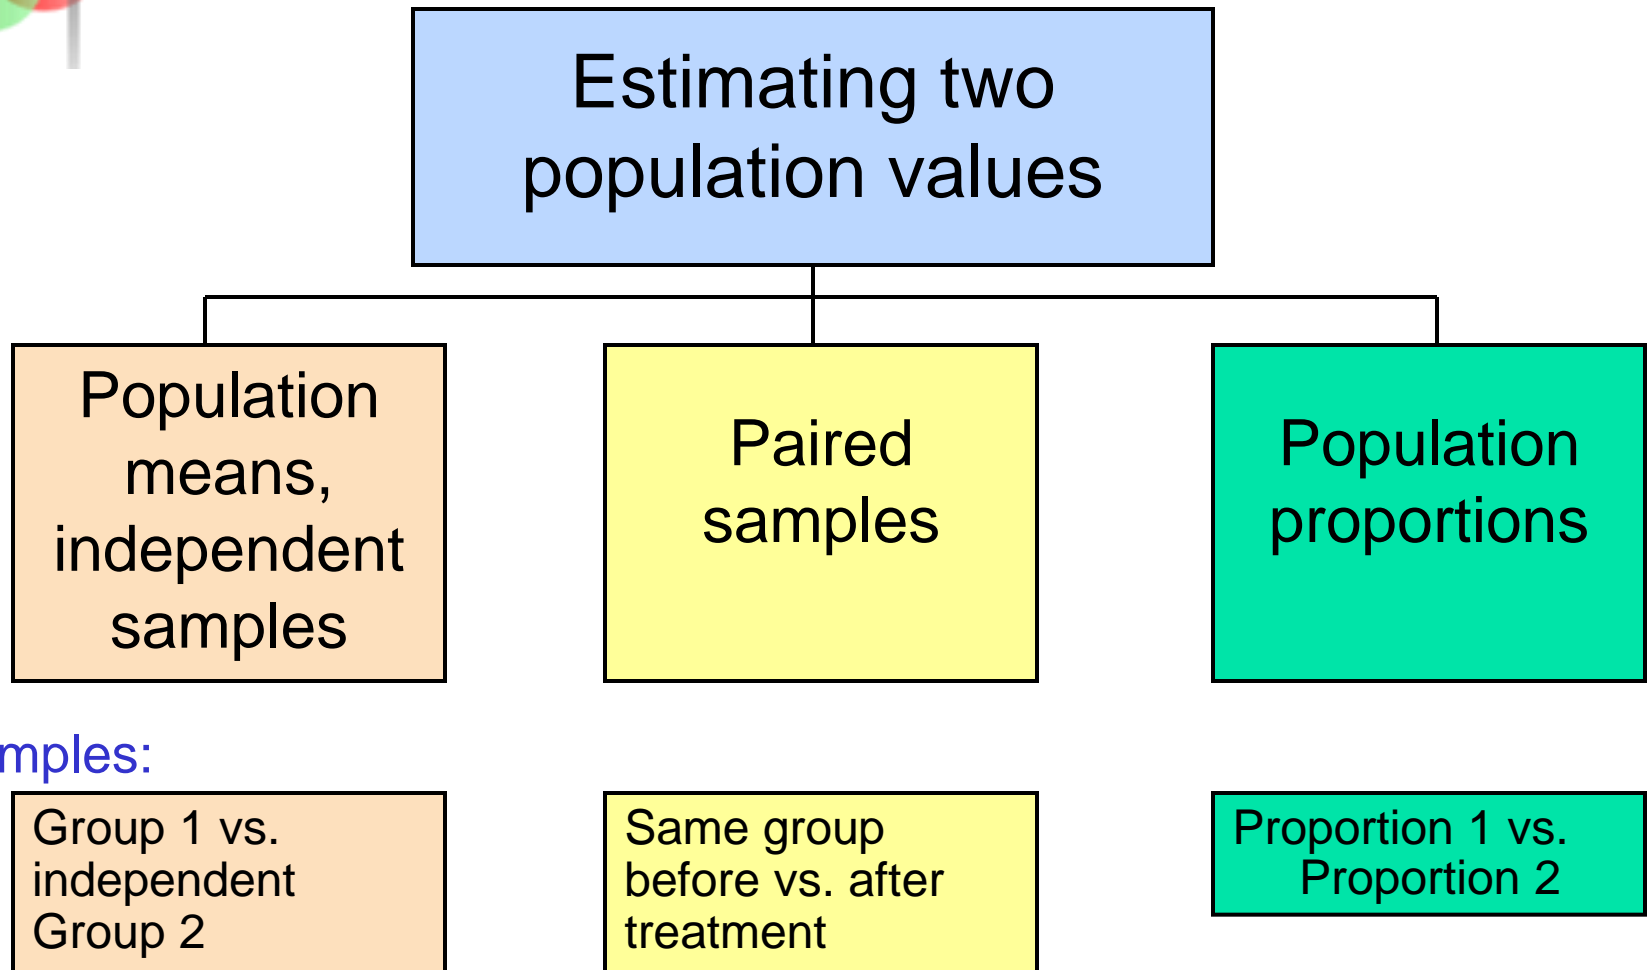 Estimating two
population values
Population
means,
independent
samples
Paired
samples
Population
proportions
mples:
Group 1 vs.
independent
Group 2
Same group
before vs. after
treatment
Proportion 1 vs.
Proportion 2